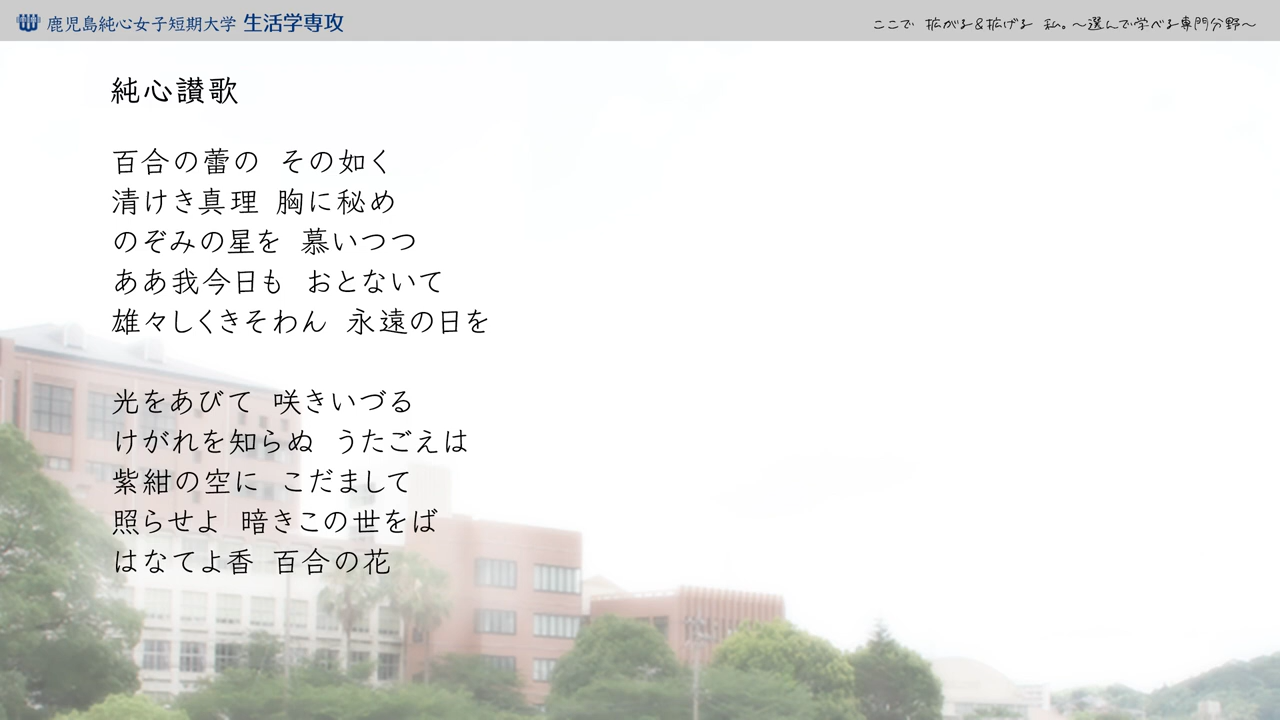 鹿児島純心女子短期大学 生活学専攻
ここで 拡がる&拡げる 私。～選んで学べる専門分野～
純心讃歌
百合の蕾の その如く
清けき真理 胸に秘め
のぞみの星を 慕いつつ
ああ我今日も おとないて
雄々しくきそわん 永遠の日を
光をあびて 咲きいづる
けがれを知らぬ うたごえは
紫紺の空に こだまして
照らせよ 暗きこの世をば
はなてよ香 百合の花